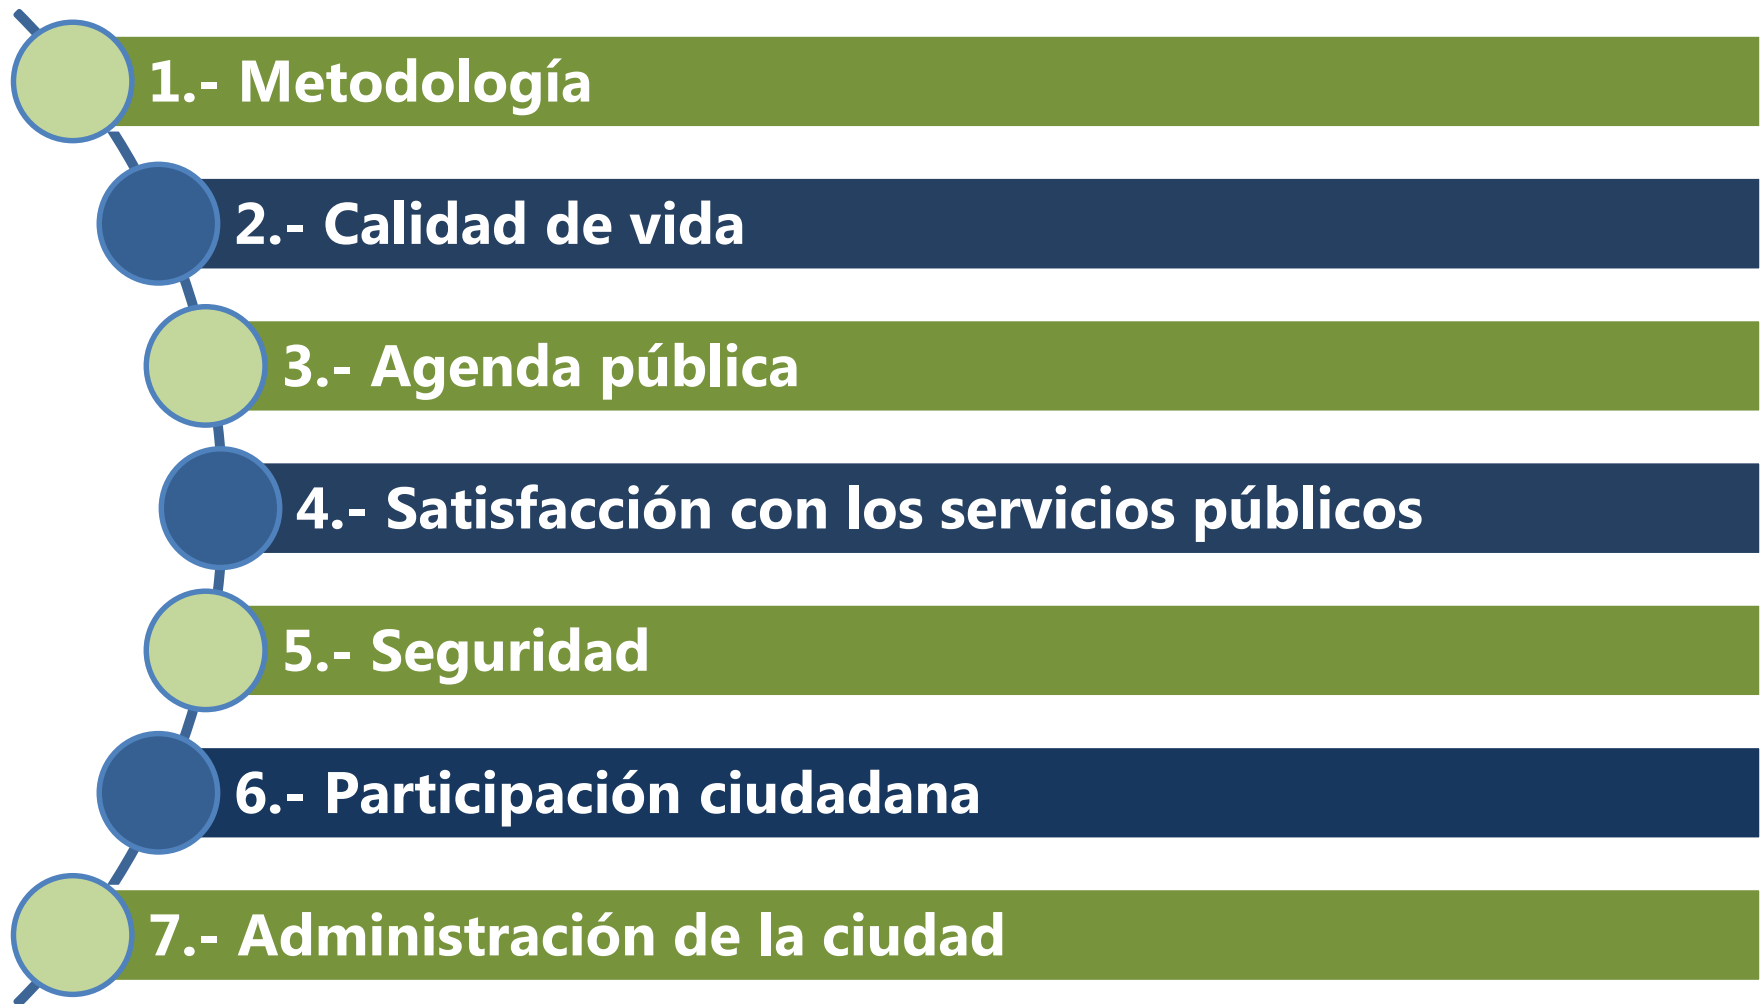 1.- Metodología
2.- Calidad de vida
3.- Agenda pública
4.- Satisfacción con los servicios públicos
5.- Seguridad
6.- Participación ciudadana
7.- Administración de la ciudad